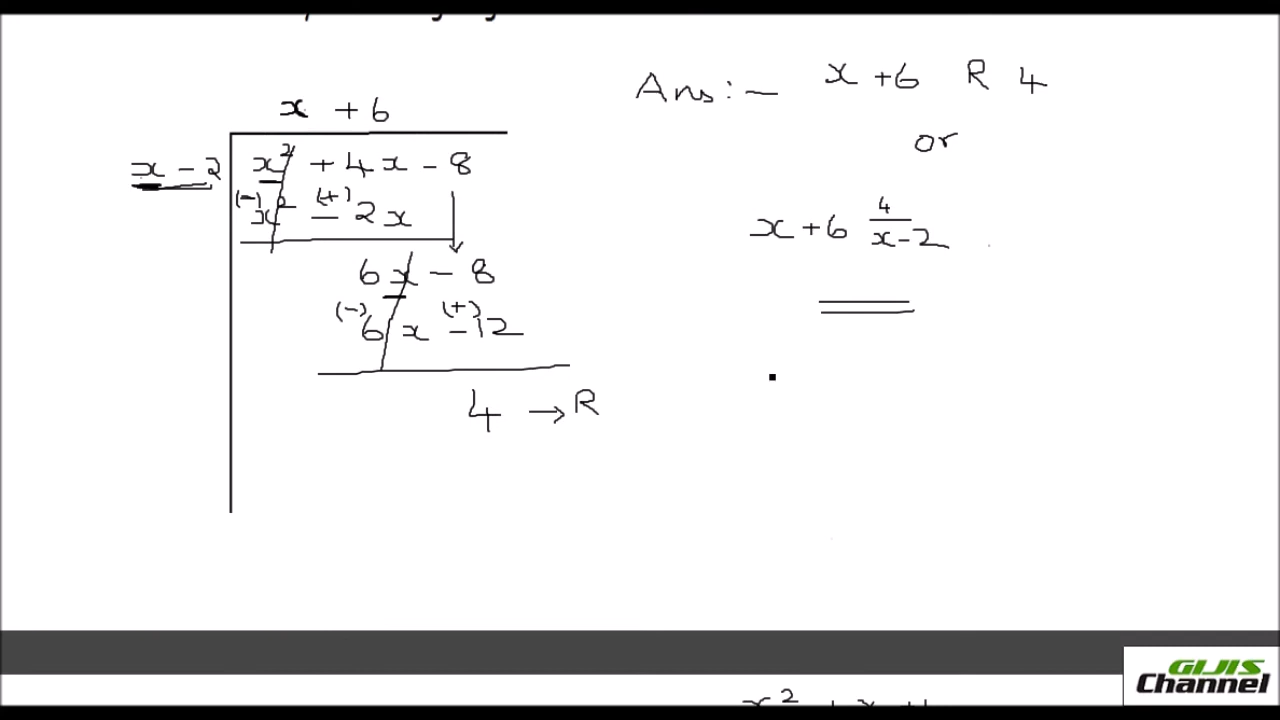 x + 6
x - 2 x² + 4x - 8
(-) (+)
x² - 2x
6x - 8
(-) (+)
6x - 12
4 → R
Ans:- x + 6 R 4
or
x + 6 4/x-2
GIJIS
Channel